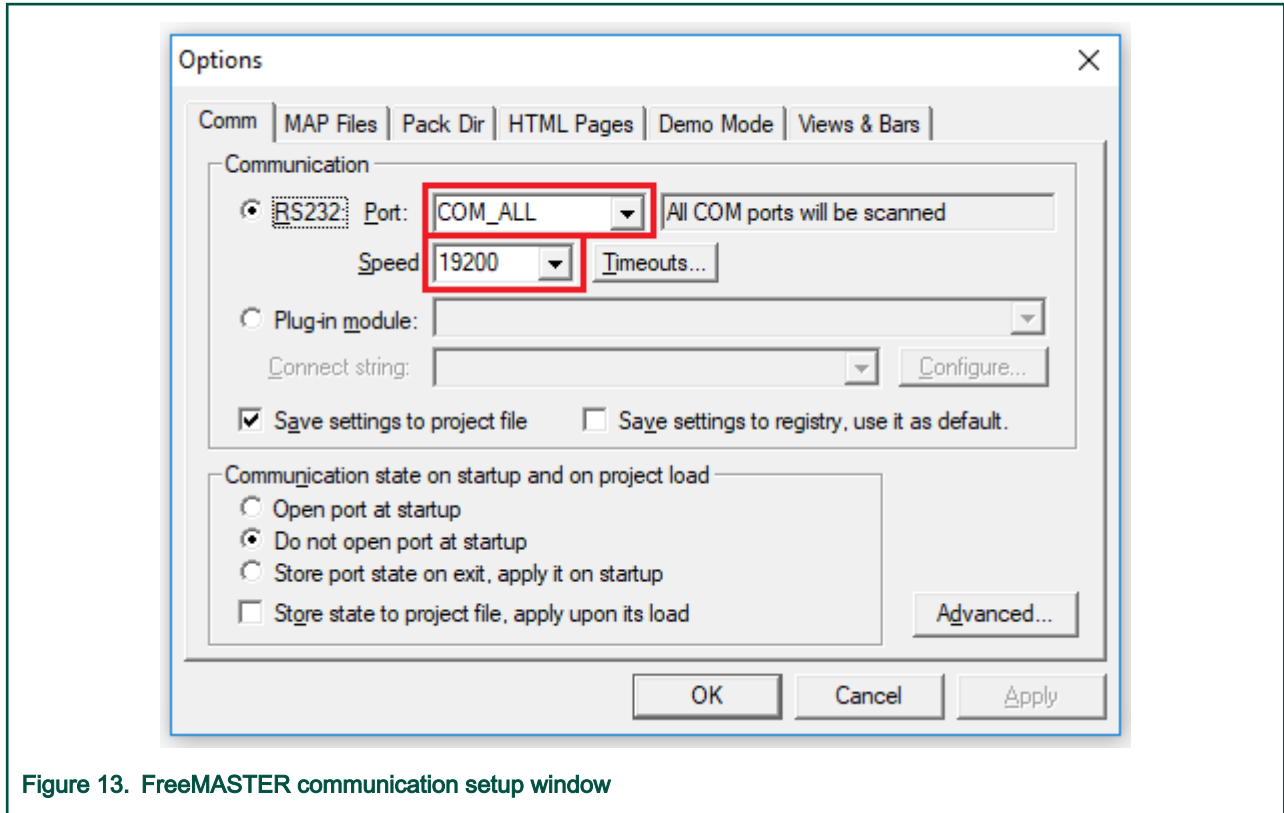 Options
Comm MAP Files Pack Dir HTML Pages Demo Mode Views & Bars
Communication
RS232: Port: COM_ALL All COM ports will be scanned
Speed 19200 Timeouts...
Plug-in module:
Connect string: Configure...
Save settings to project file Save settings to registry, use it as default.
Communication state on startup and on project load
Open port at startup
Do not open port at startup
Store port state on exit, apply it on startup
Store state to project file, apply upon its load Advanced...
OK Cancel Apply
Figure 13. FreeMASTER communication setup window